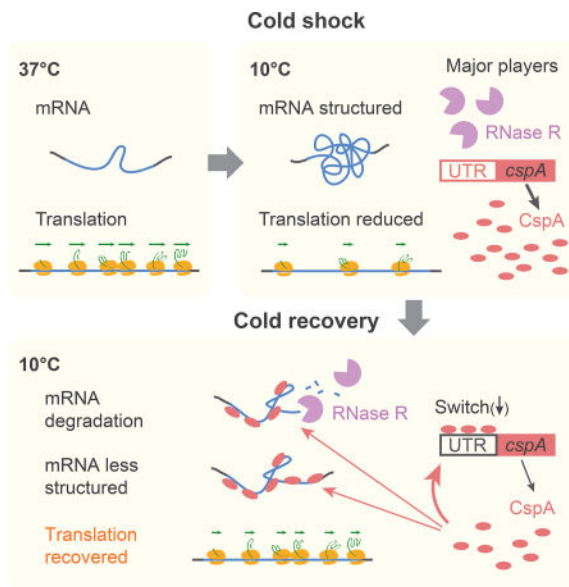 Cold shock
37°C
mRNA
Translation
10°C
mRNA structured
Translation reduced
Major players
RNase R
UTR cspA
CspA
Cold recovery
10°C
mRNA
degradation
RNase R
mRNA less
structured
Translation
recovered
Switch(↓)
UTR cspA
CspA